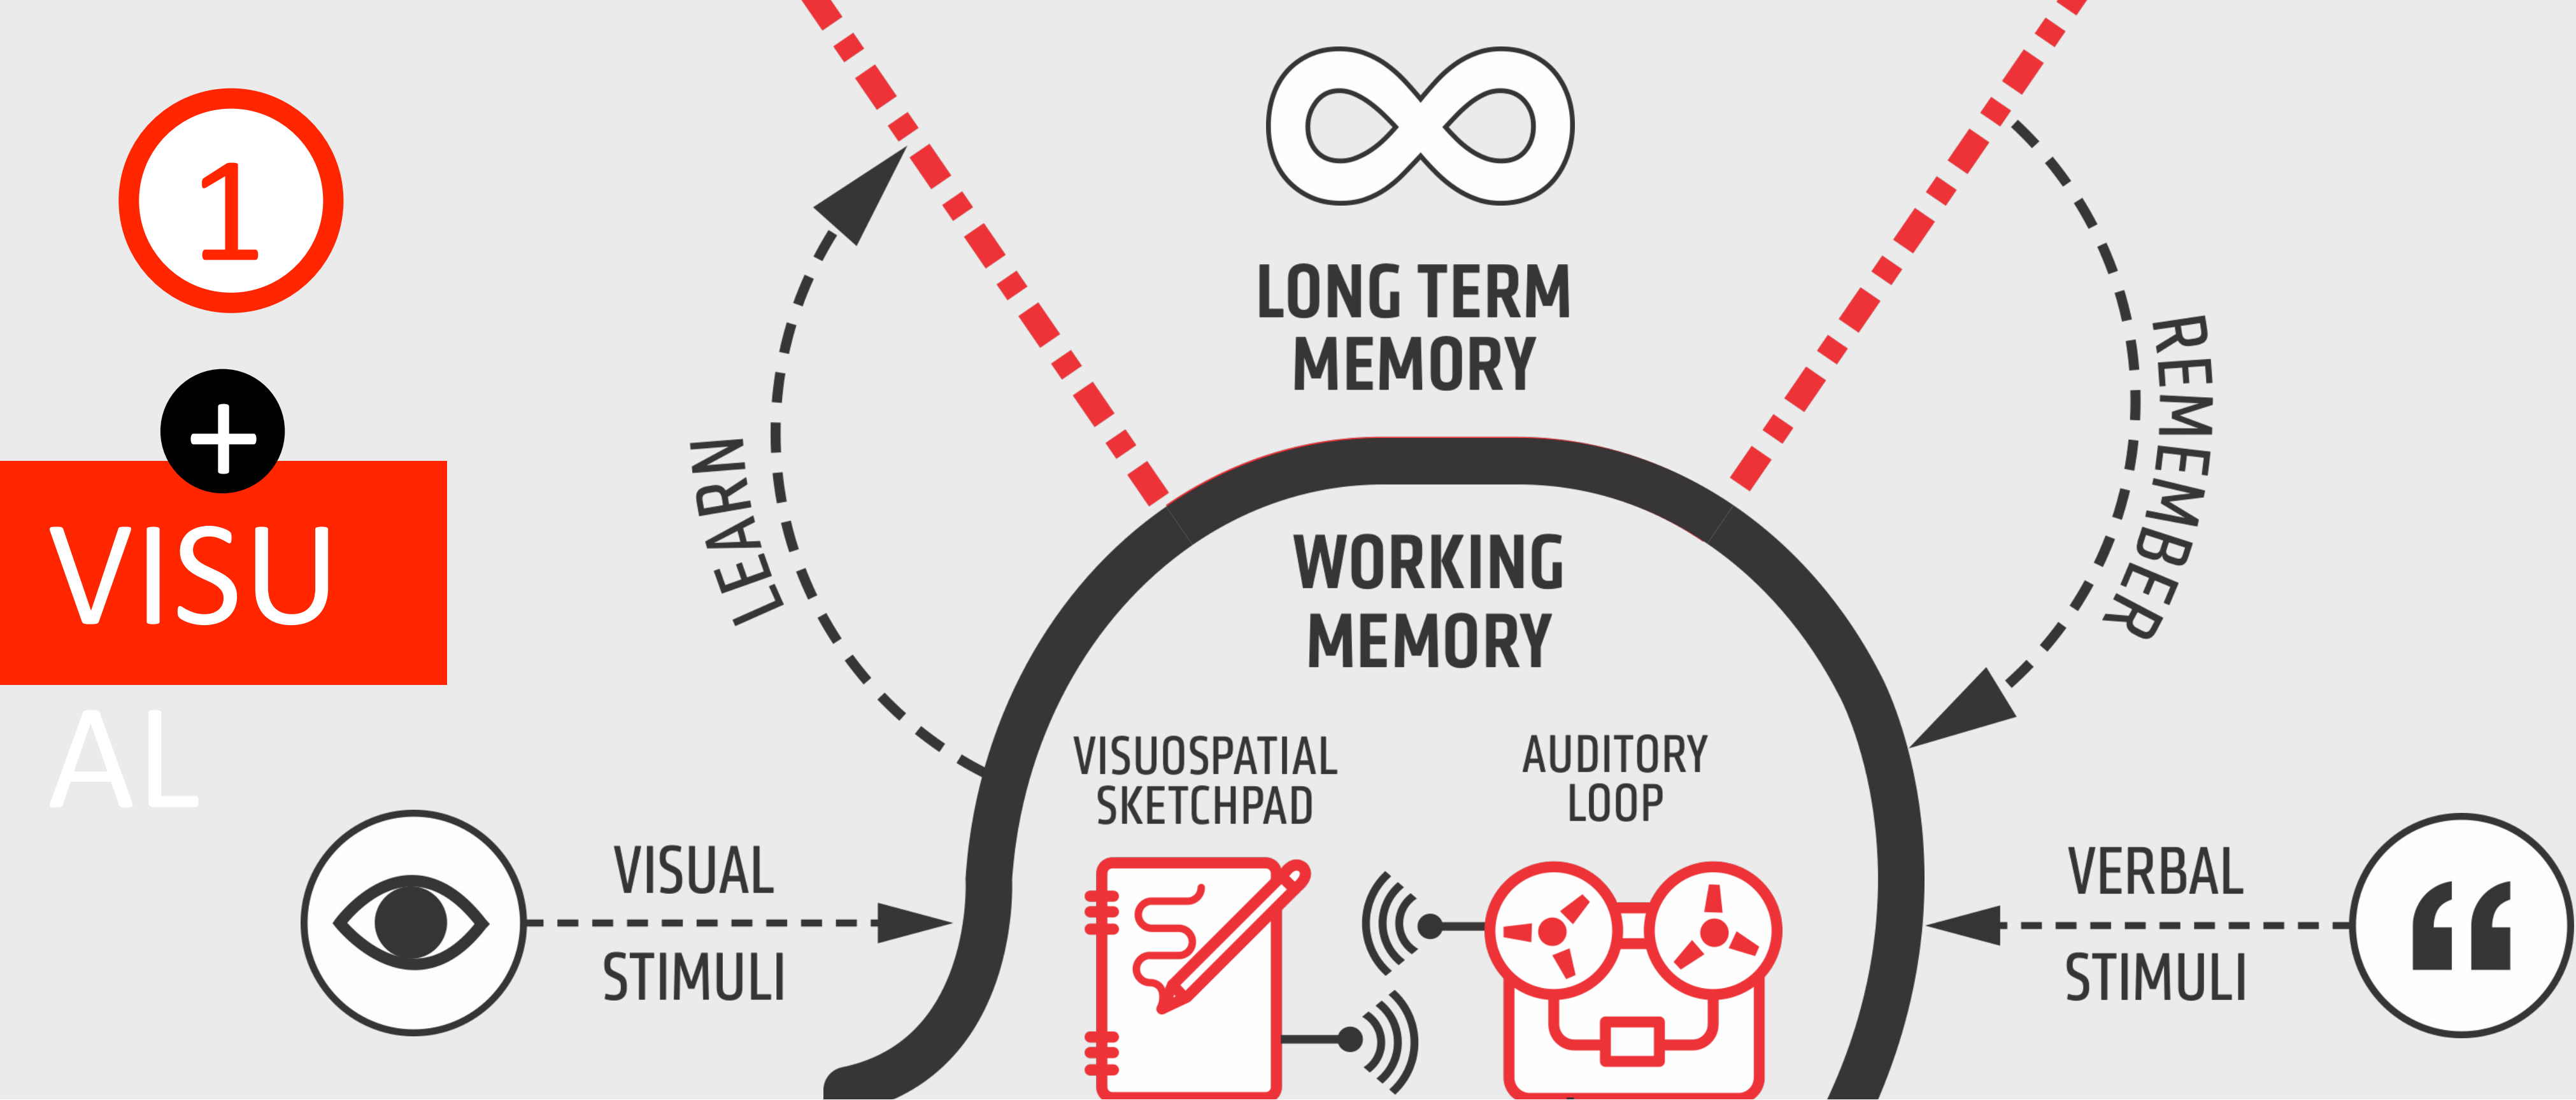 1
+
VISU
AL
LONG TERM
MEMORY
LEARN
REMEMBER
WORKING
MEMORY
VISUOSPATIAL
SKETCHPAD
AUDITORY
LOOP
VISUAL
STIMULI
VERBAL
STIMULI
“